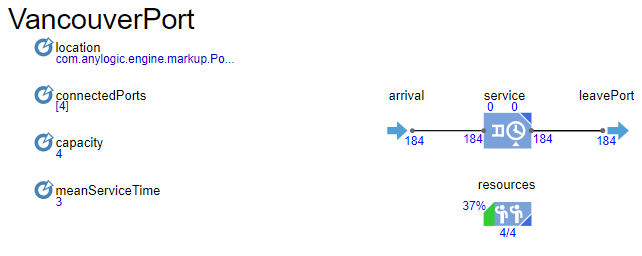 VancouverPort
location
com.anylogic.engine.markup.Po...
connectedPorts
[4]
capacity
4
meanServiceTime
3
arrival
service
leavePort
0 0
184
184
184
184
resources
37%
4/4